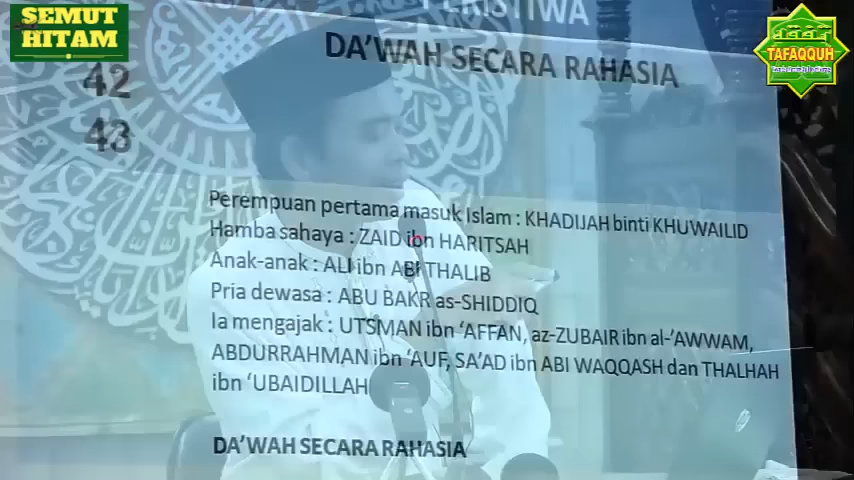 SEMUT
HITAM
PERISTIWA
TAFAQQUH
DA'WAH SECARA RAHASIA
42
43
Perempuan pertama masuk Islam : KHADIJAH binti KHUWAILID
Hamba sahaya : ZAID ibn HARITSAH
Anak-anak : ALI ibn ABI THALIB
Pria dewasa : ABU BAKR as-SHIDDIQ
Ia mengajak : UTSMAN ibn 'AFFAN, az-ZUBAIR ibn al-'AWWAM,
ABDURRAHMAN ibn 'AUF, SA'AD ibn ABI WAQQASH dan THALHAH
ibn 'UBAIDILLAH
DA'WAH SECARA RAHASIA